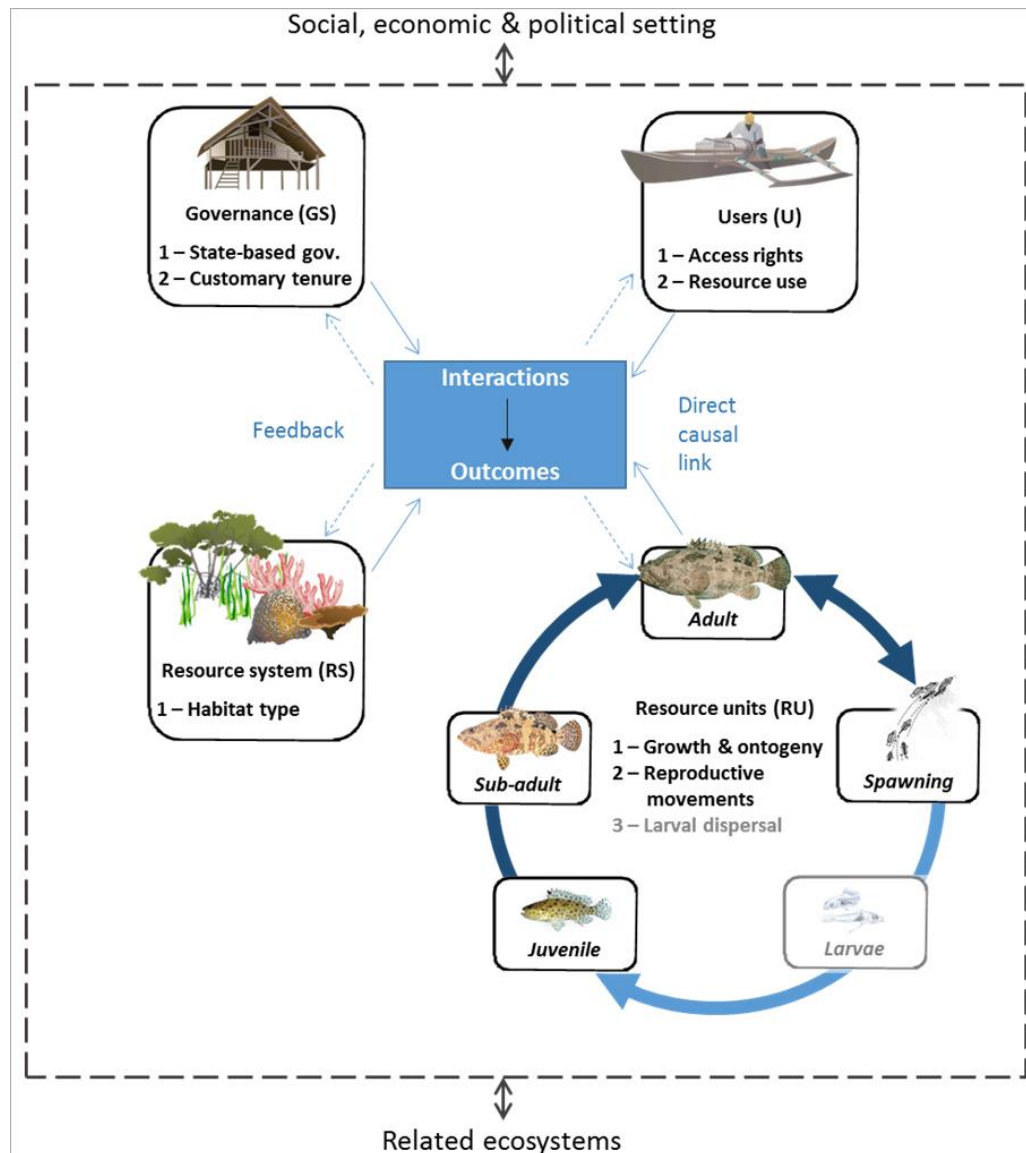 Social, economic & political setting
Governance (GS)
1 – State-based gov.
2 – Customary tenure
Users (U)
1 – Access rights
2 – Resource use
Interactions
Outcomes
Feedback
Direct
causal
link
Resource system (RS)
1 – Habitat type
Adult
Sub-adult
Resource units (RU)
1 – Growth & ontogeny
2 – Reproductive
movements
3 – Larval dispersal
Spawning
Juvenile
Larvae
Related ecosystems